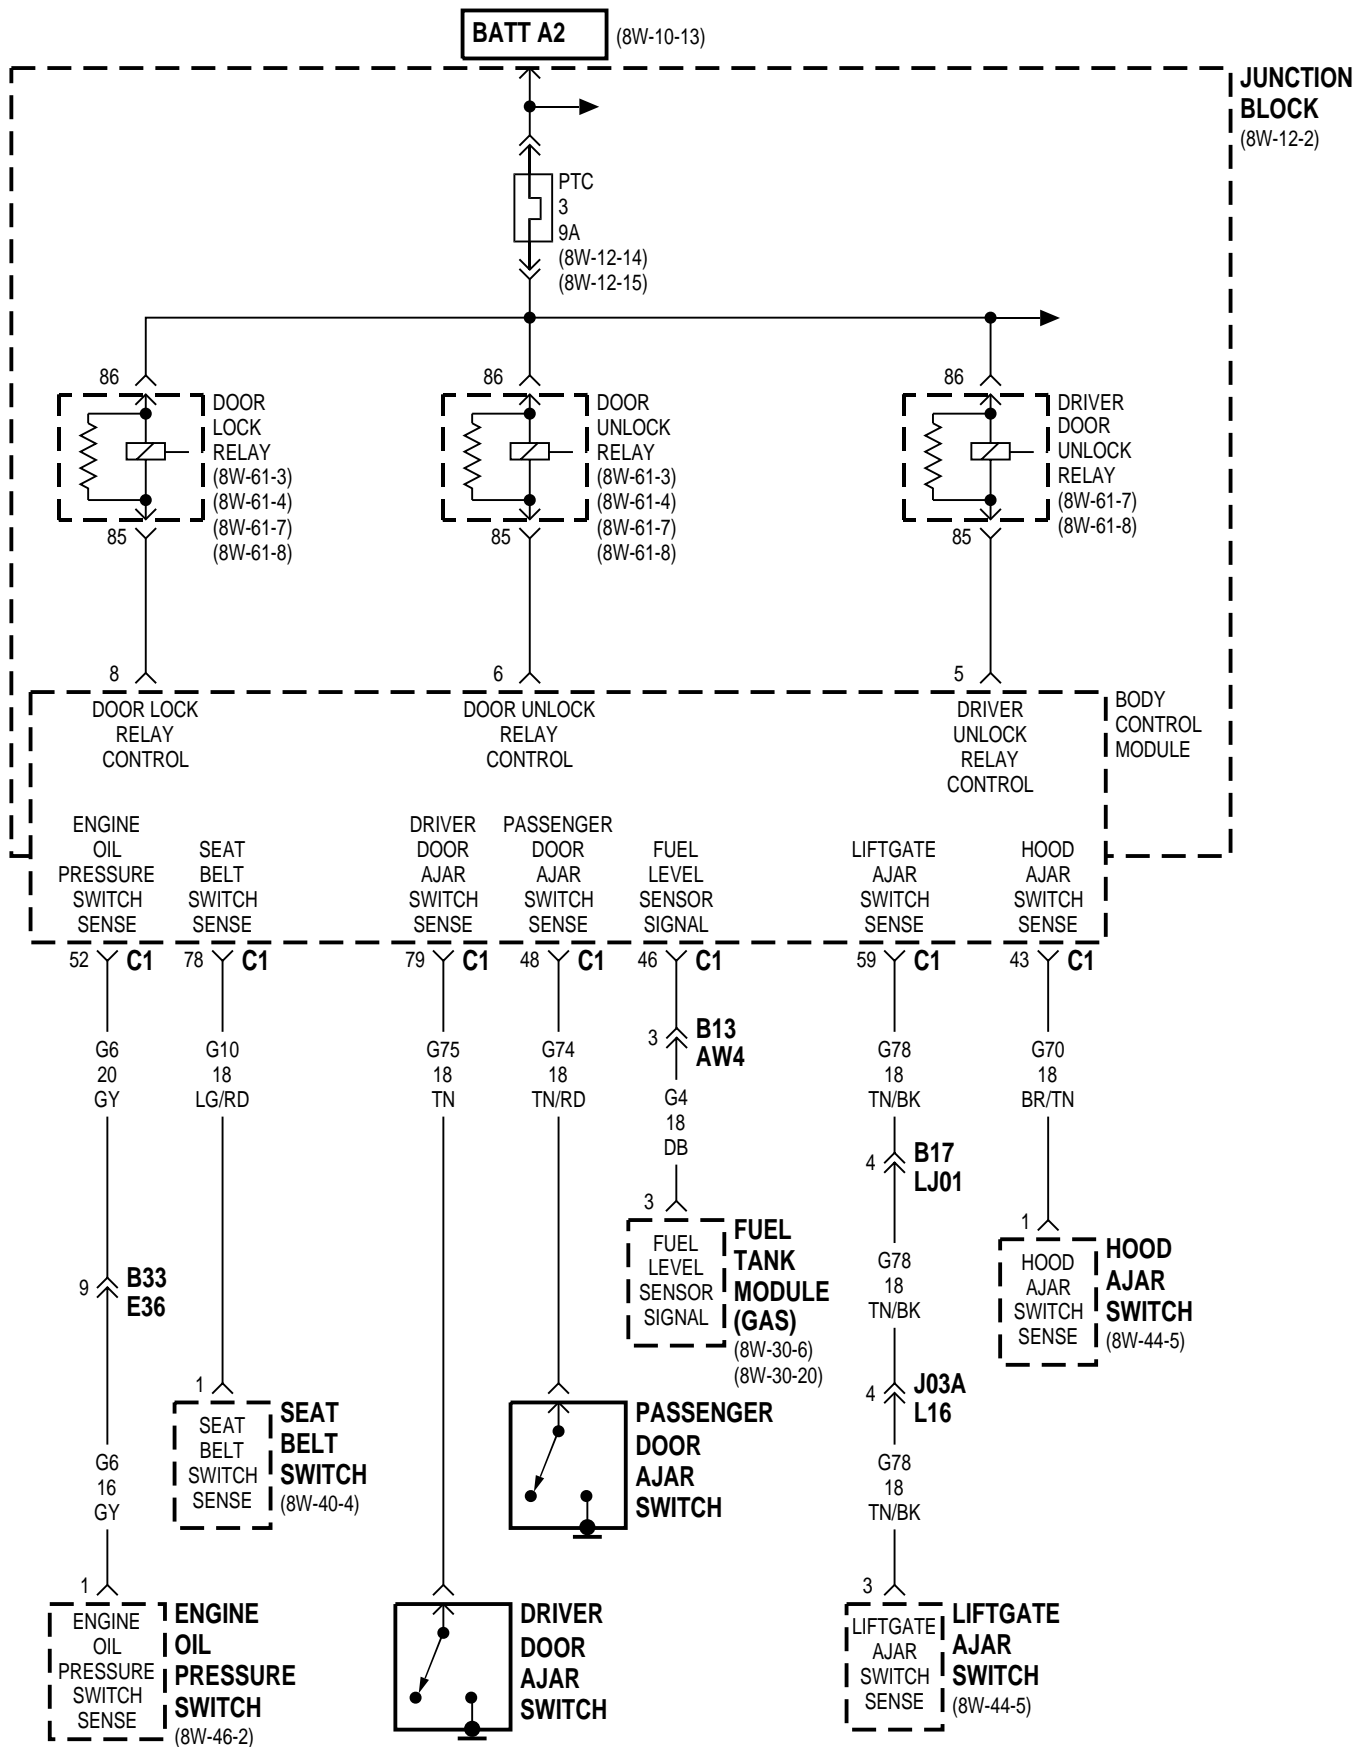 BATT A2
(8W-10-13)
JUNCTION
BLOCK
(8W-12-2)
PTC
3
9A
(8W-12-14)
(8W-12-15)
86
DOOR
LOCK
RELAY
(8W-61-3)
(8W-61-4)
(8W-61-7)
(8W-61-8)
85
86
DOOR
UNLOCK
RELAY
(8W-61-3)
(8W-61-4)
(8W-61-7)
(8W-61-8)
85
86
DRIVER
DOOR
UNLOCK
RELAY
(8W-61-7)
(8W-61-8)
85
8
6
5
DOOR LOCK
RELAY
CONTROL
DOOR UNLOCK
RELAY
CONTROL
DRIVER
UNLOCK
RELAY
CONTROL
BODY
CONTROL
MODULE
ENGINE
OIL
PRESSURE
SWITCH
SENSE
SEAT
BELT
SWITCH
SENSE
DRIVER
DOOR
AJAR
SWITCH
SENSE
PASSENGER
DOOR
AJAR
SWITCH
SENSE
FUEL
LEVEL
SENSOR
SIGNAL
LIFTGATE
AJAR
SWITCH
SENSE
HOOD
AJAR
SWITCH
SENSE
52 C1
78 C1
79 C1
48 C1
46 C1
59 C1
43 C1
G6
20
GY
G10
18
LG/RD
G75
18
TN
G74
18
TN/RD
3
B13
AW4
G4
18
DB
G78
18
TN/BK
G70
18
BR/TN
4
B17
LJ01
3
FUEL
LEVEL
SENSOR
SIGNAL
FUEL
TANK
MODULE
(GAS)
(8W-30-6)
(8W-30-20)
G78
18
TN/BK
1
HOOD
AJAR
SWITCH
SENSE
HOOD
AJAR
SWITCH
(8W-44-5)
9
B33
E36
1
SEAT
BELT
SWITCH
SENSE
SEAT
BELT
SWITCH
(8W-40-4)
PASSENGER
DOOR
AJAR
SWITCH
4
J03A
L16
G6
16
GY
G78
18
TN/BK
1
ENGINE
OIL
PRESSURE
SWITCH
SENSE
ENGINE
OIL
PRESSURE
SWITCH
(8W-46-2)
DRIVER
DOOR
AJAR
SWITCH
3
LIFTGATE
AJAR
SWITCH
SENSE
LIFTGATE
AJAR
SWITCH
(8W-44-5)